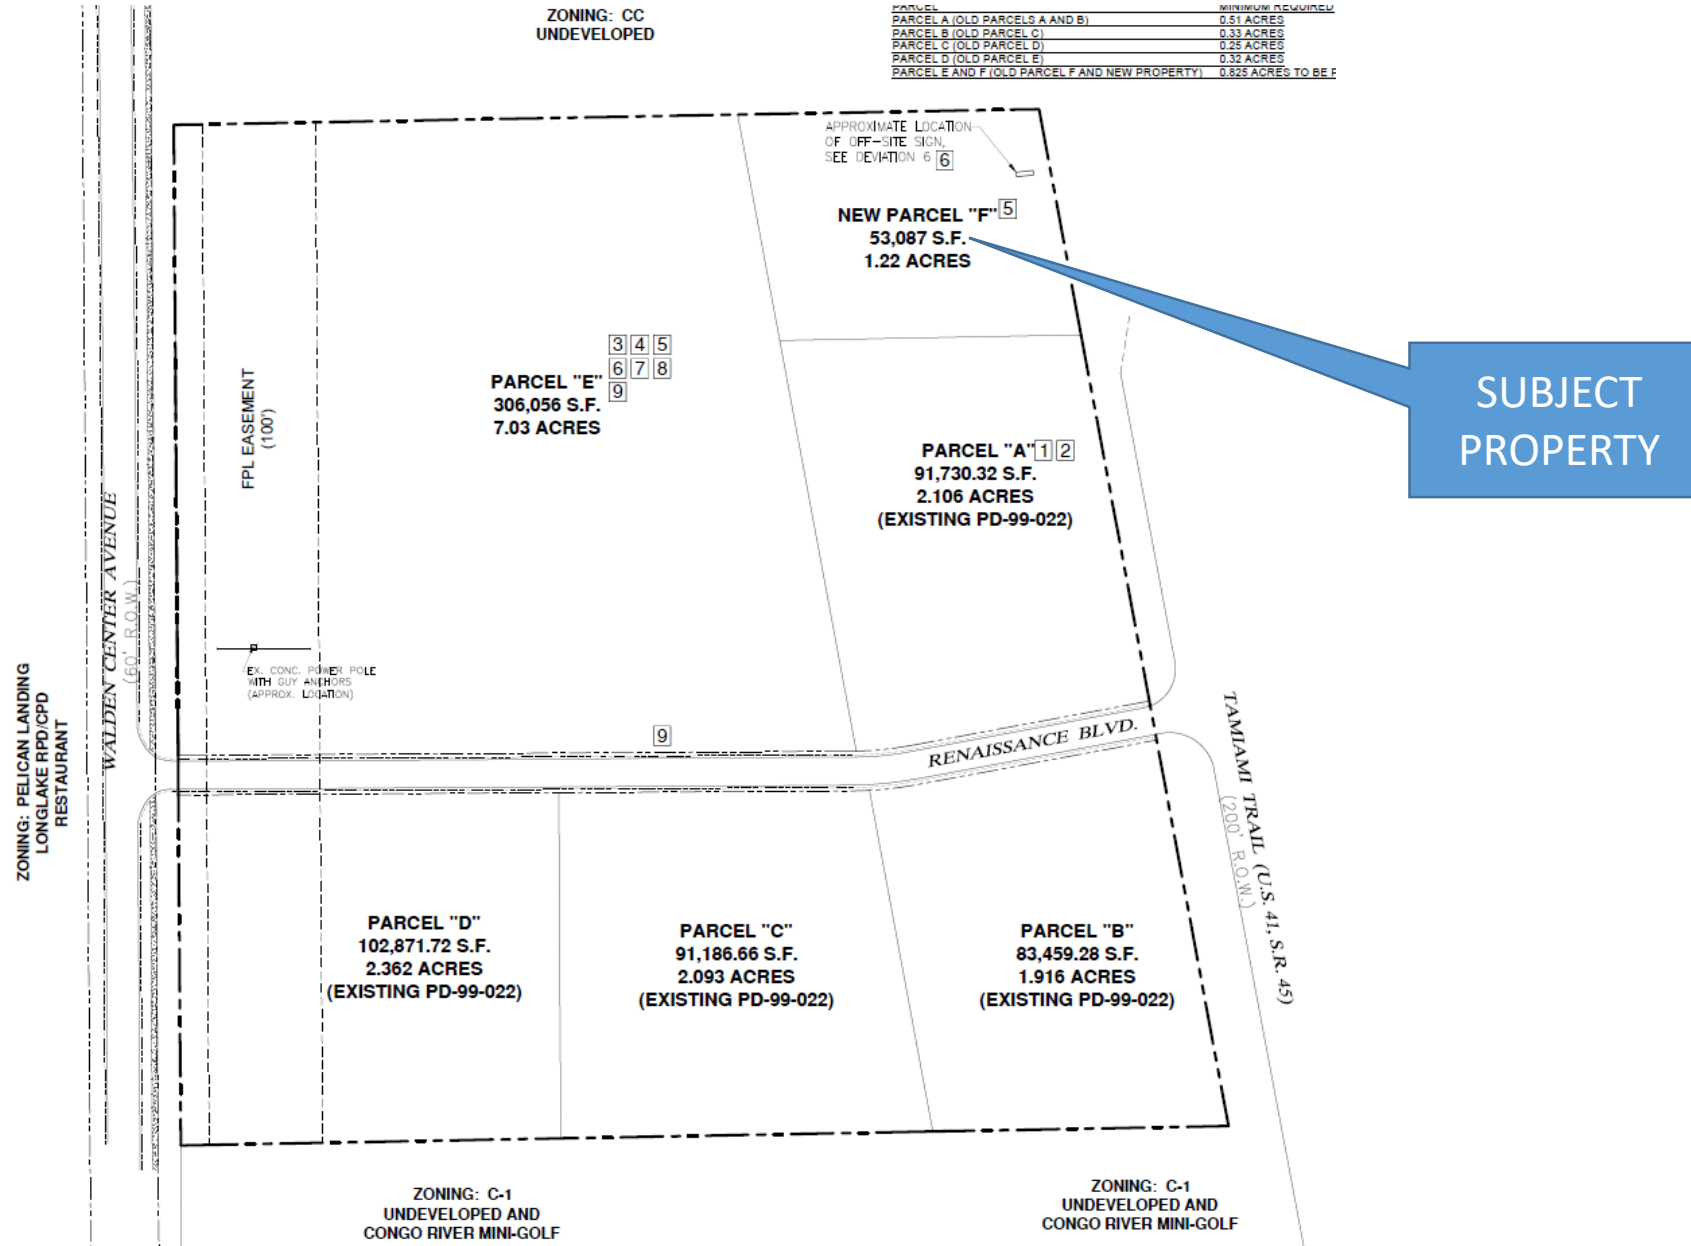 ZONING: CC
UNDEVELOPED
PARCEL MINIMUM REQUIRED
PARCEL A (OLD PARCELS A AND B) 0.51 ACRES
PARCEL B (OLD PARCEL C) 0.33 ACRES
PARCEL C (OLD PARCEL D) 0.25 ACRES
PARCEL D (OLD PARCEL E) 0.32 ACRES
PARCEL E AND F (OLD PARCEL F AND NEW PROPERTY) 0.825 ACRES TO BE
APPROXIMATE LOCATION
OF OFF-SITE SIGN,
SEE DEVIATION 6 6
NEW PARCEL "F" 5
53,087 S.F.
1.22 ACRES
SUBJECT
PROPERTY
3 4 5
6 7 8
9
PARCEL "E"
306,056 S.F.
7.03 ACRES
FPL EASEMENT
(100')
PARCEL "A" 1 2
91,730.32 S.F.
2.106 ACRES
(EXISTING PD-99-022)
WALDEN CENTER AVENUE
(60' R.O.W.)
EX. CONC. POWER POLE
WITH GUY ANCHORS
(APPROX. LOCATION)
ZONING: PELICAN LANDING
LONGLAKE RPD/CPD
RESTAURANT
9
RENAISSANCE BLVD.
TAMIAMI TRAIL (U.S. 41, S.R. 45)
(200' R.O.W.)
PARCEL "D"
102,871.72 S.F.
2.362 ACRES
(EXISTING PD-99-022)
PARCEL "C"
91,186.66 S.F.
2.093 ACRES
(EXISTING PD-99-022)
PARCEL "B"
83,459.28 S.F.
1.916 ACRES
(EXISTING PD-99-022)
ZONING: C-1
UNDEVELOPED AND
CONGO RIVER MINI-GOLF
ZONING: C-1
UNDEVELOPED AND
CONGO RIVER MINI-GOLF